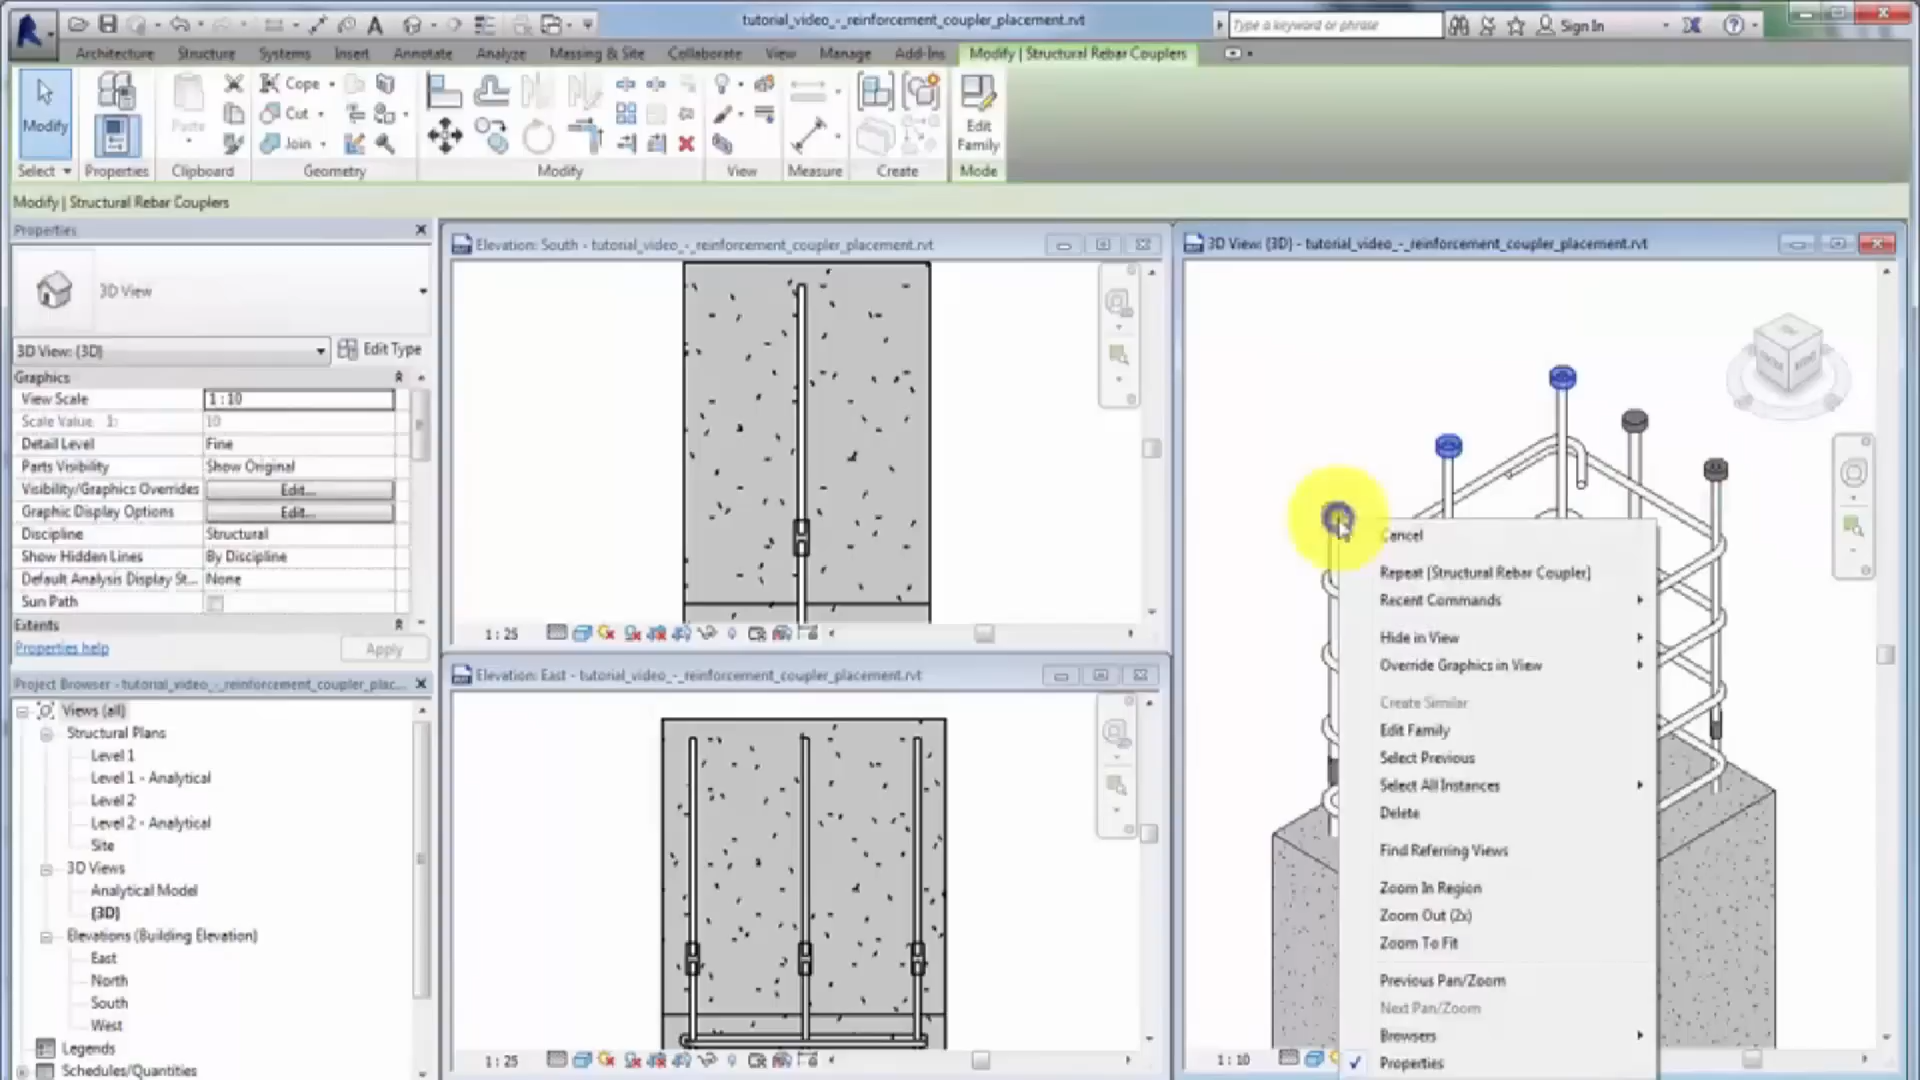 tutorial_video_-_reinforcement_coupler_placement.rvt
Type a keyword or phrase
Sign In
Architecture Structure Systems Insert Annotate Analyze Massing & Site Collaborate View Manage Add-Ins Modify | Structural Rebar Couplers
Modify
Paste
Cope
Cut
Join
Edit
Family
Select Properties Clipboard Geometry Modify View Measure Create Mode
Modify | Structural Rebar Couplers
Properties
3D View
3D View: {3D}
Edit Type
Graphics
View Scale 1 : 10
Scale Value 1: 10
Detail Level Fine
Parts Visibility Show Original
Visibility/Graphics Overrides Edit...
Graphic Display Options Edit...
Discipline Structural
Show Hidden Lines By Discipline
Default Analysis Display St... None
Sun Path
Extents
Properties help
Apply
Project Browser - tutorial_video_-_reinforcement_coupler_plac...
Views (all)
Structural Plans
Level 1
Level 1 - Analytical
Level 2
Level 2 - Analytical
Site
3D Views
Analytical Model
{3D}
Elevations (Building Elevation)
East
North
South
West
Legends
Schedules/Quantities
Elevation: South - tutorial_video_-_reinforcement_coupler_placement.rvt
1 : 25
Elevation: East - tutorial_video_-_reinforcement_coupler_placement.rvt
1 : 25
3D View: {3D} - tutorial_video_-_reinforcement_coupler_placement.rvt
Cancel
Repeat [Structural Rebar Coupler]
Recent Commands
Hide in View
Override Graphics in View
Create Similar
Edit Family
Select Previous
Select All Instances
Delete
Find Referring Views
Zoom In Region
Zoom Out (2x)
Zoom To Fit
Previous Pan/Zoom
Next Pan/Zoom
Browsers
Properties
1 : 10